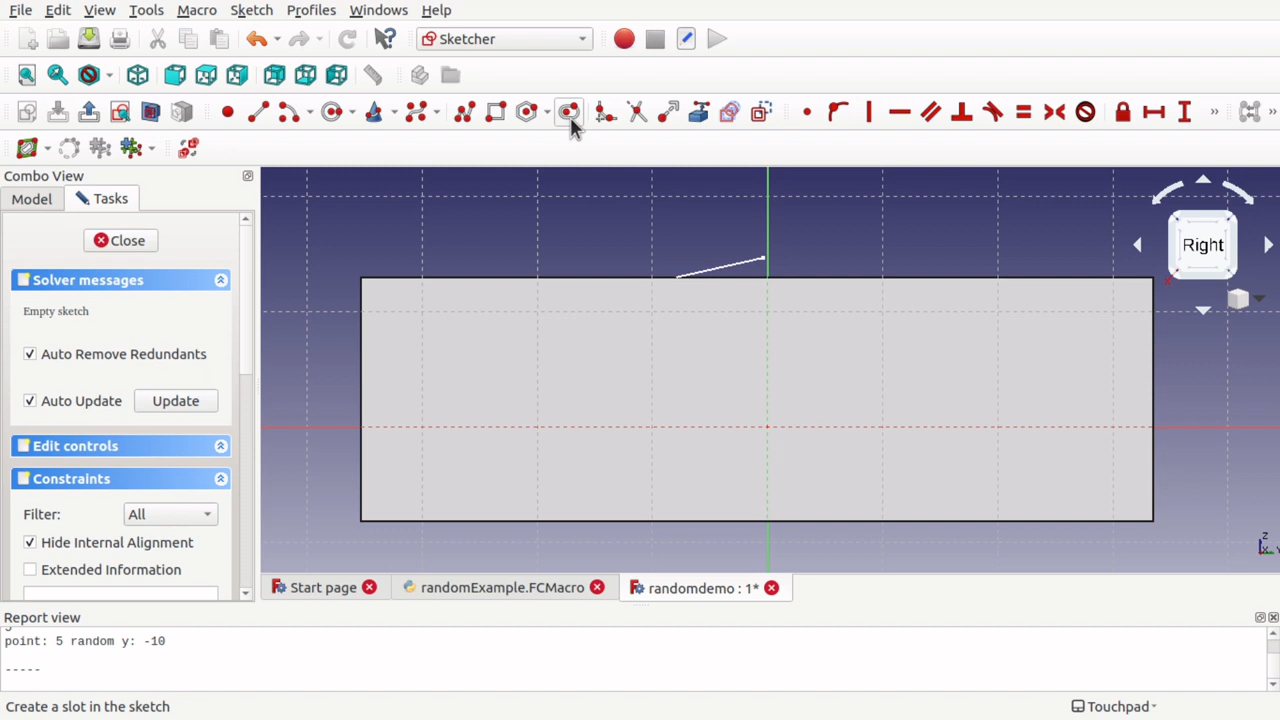 File Edit View Tools Macro Sketch Profiles Windows Help
Sketcher
Combo View
Model Tasks
Close
Solver messages
Empty sketch
Auto Remove Redundants
Auto Update Update
Edit controls
Constraints
Filter: All
Hide Internal Alignment
Extended Information
Right
X
Z
X
Start page randomExample.FCMacro randomdemo : 1*
Report view
point: 5 random y: -10
-----
Create a slot in the sketch Touchpad